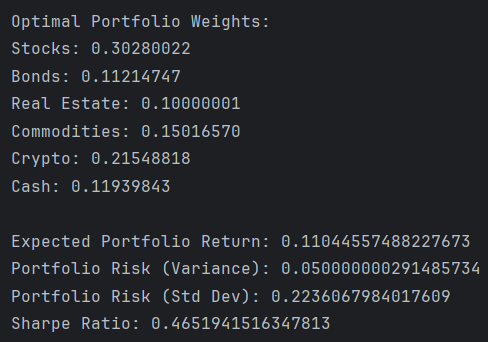 Optimal Portfolio Weights:
Stocks: 0.30280022
Bonds: 0.11214747
Real Estate: 0.10000001
Commodities: 0.15016570
Crypto: 0.21548818
Cash: 0.11939843
Expected Portfolio Return: 0.11044557488227673
Portfolio Risk (Variance): 0.050000000291485734
Portfolio Risk (Std Dev): 0.2236067984017609
Sharpe Ratio: 0.4651941516347813